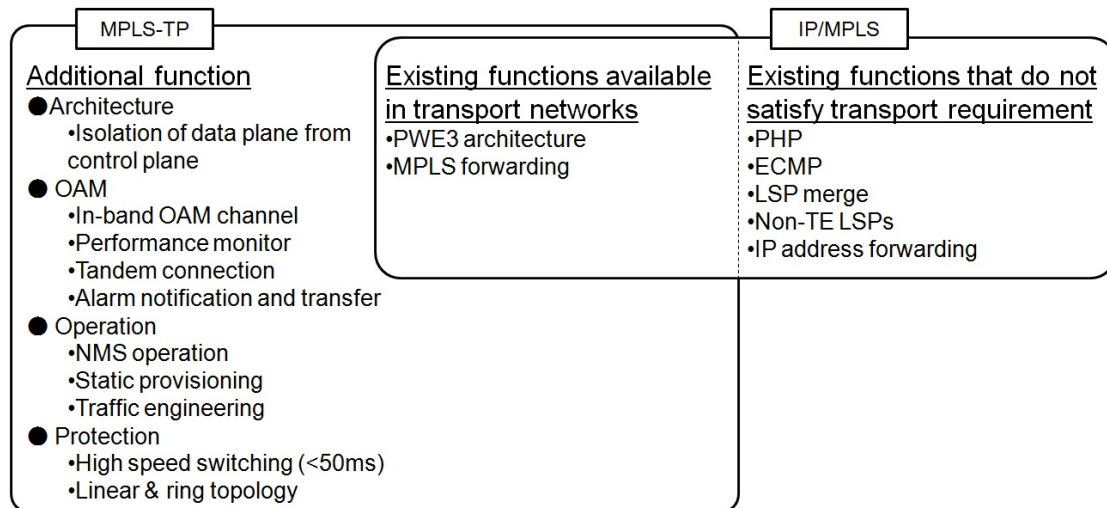 MPLS-TP
IP/MPLS
Additional function
●Architecture
•Isolation of data plane from
control plane
● OAM
•In-band OAM channel
•Performance monitor
•Tandem connection
•Alarm notification and transfer
● Operation
•NMS operation
•Static provisioning
•Traffic engineering
● Protection
•High speed switching (<50ms)
•Linear & ring topology
Existing functions available
in transport networks
•PWE3 architecture
•MPLS forwarding
Existing functions that do not
satisfy transport requirement
•PHP
•ECMP
•LSP merge
•Non-TE LSPs
•IP address forwarding